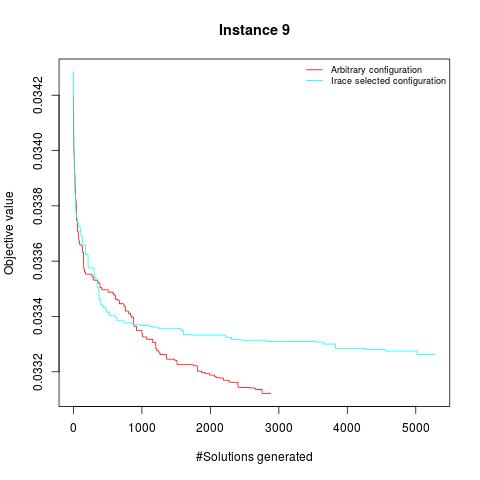 Instance 9
Arbitrary configuration
Irace selected configuration
Objective value
0.0342
0.0340
0.0338
0.0336
0.0334
0.0332
0 1000 2000 3000 4000 5000
#Solutions generated